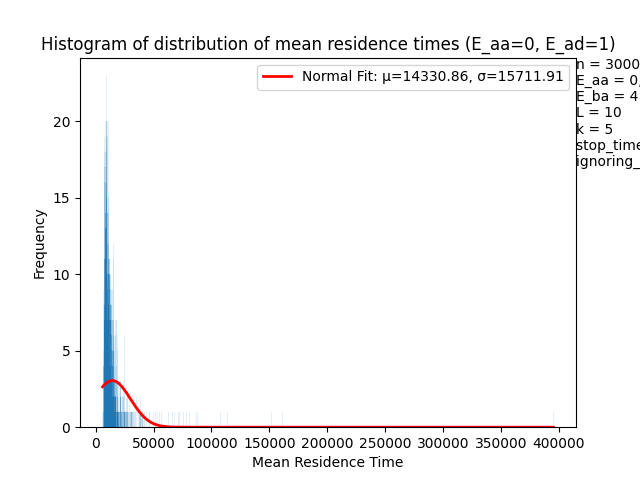 Histogram of distribution of mean residence times (E_aa=0, E_ad=1)
Normal Fit: μ=14330.86, σ=15711.91
n = 3000
E_aa = 0,
E_ba = 4
L = 10
k = 5
stop_time
ignoring_
Frequency
20
15
10
5
0
0 50000 100000 150000 200000 250000 300000 350000 400000
Mean Residence Time